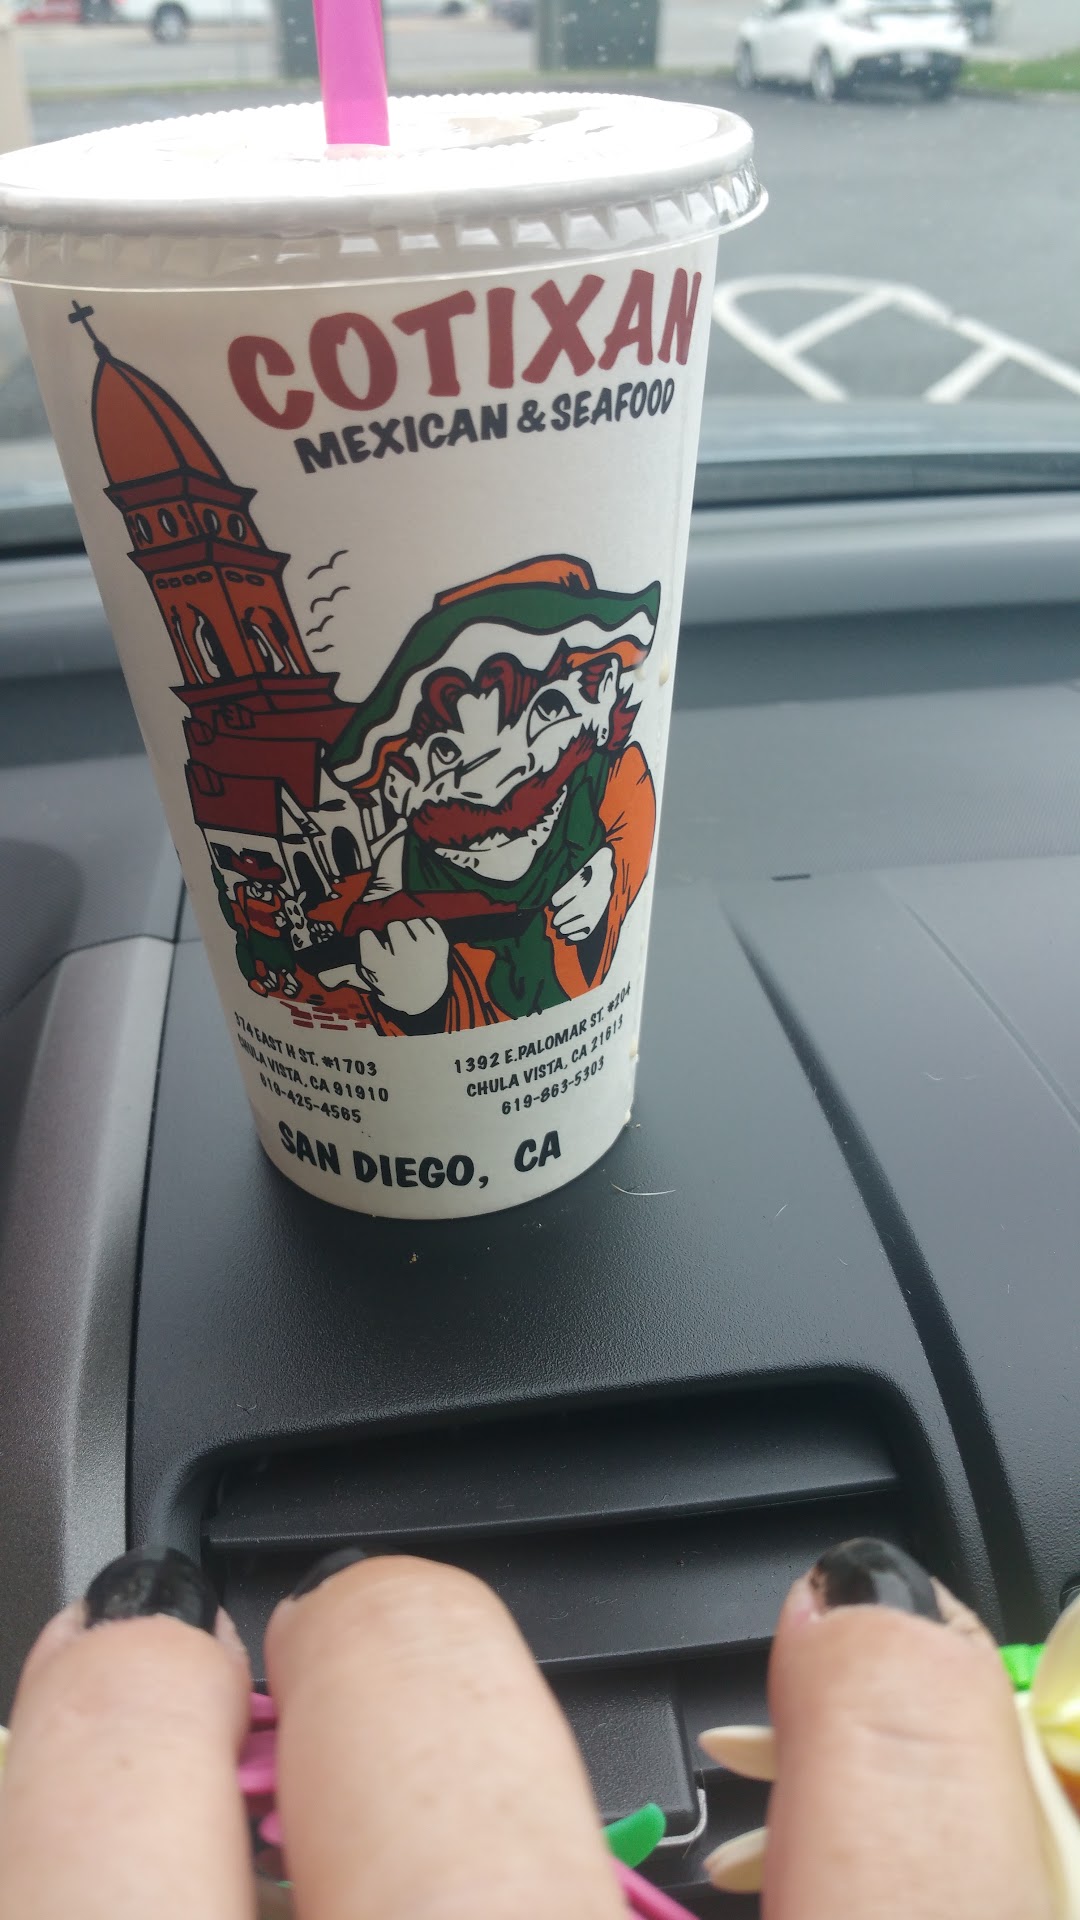 COTIXAN
MEXICAN & SEAFOOD
374 EAST H ST. #1703
CHULA VISTA, CA 91910
619-425-4565
1392 E.PALOMAR ST. #204
CHULA VISTA, CA 21613
619-863-5303
SAN DIEGO, CA